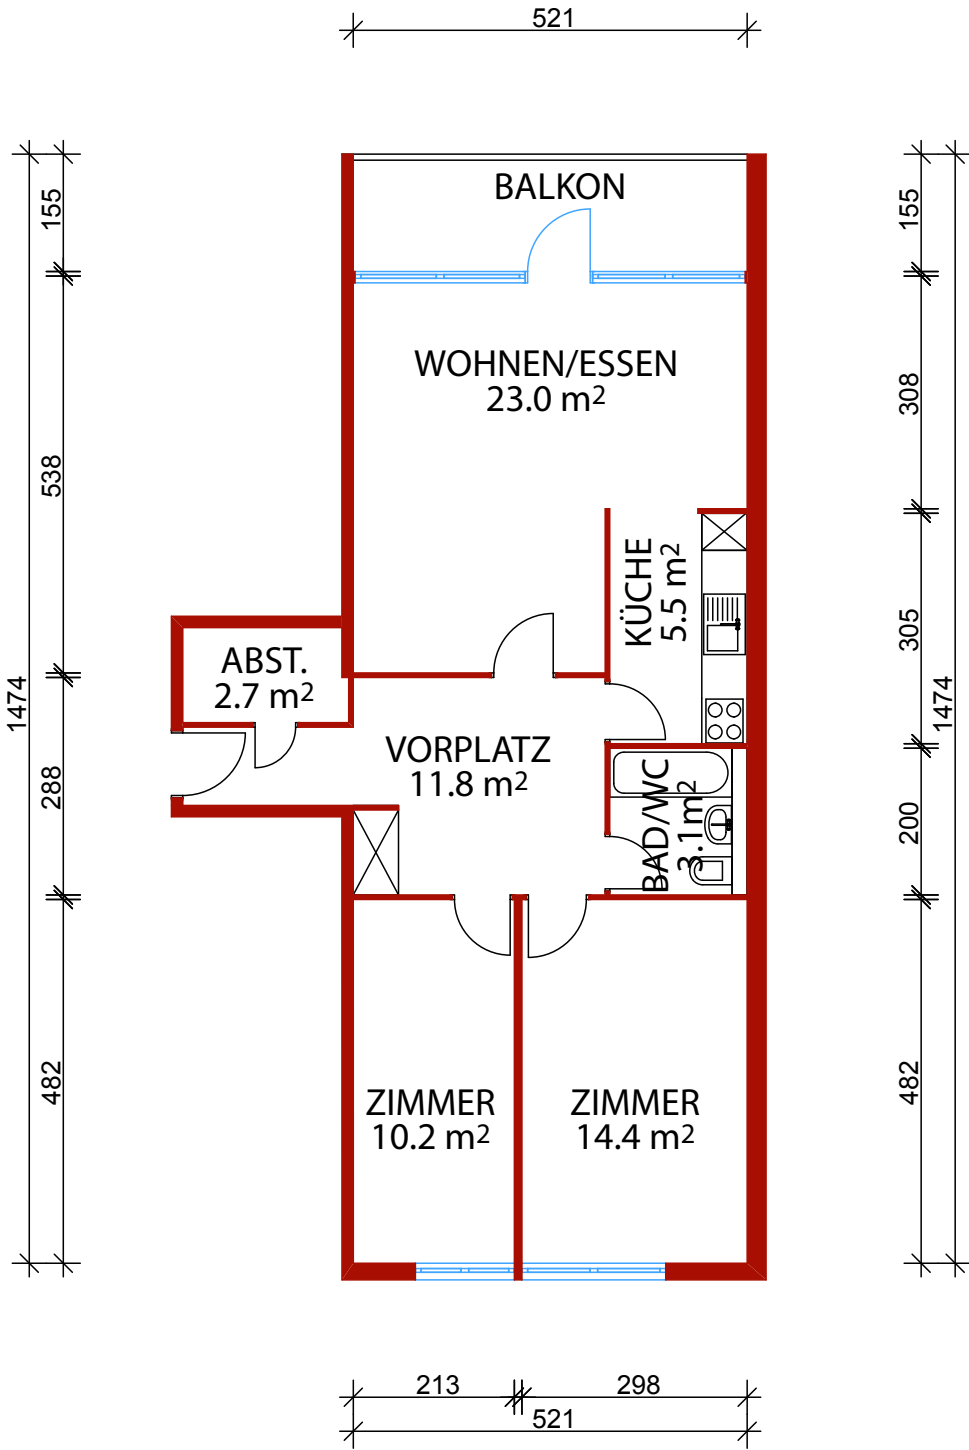 521
155
538
288
482
1474
155
308
305
200
482
1474
BALKON
WOHNEN/ESSEN
23.0 m²
KÜCHE
5.5 m²
ABST.
2.7 m²
VORPLATZ
11.8 m²
BAD/WC
3.1m²
ZIMMER
10.2 m²
ZIMMER
14.4 m²
213
298
521